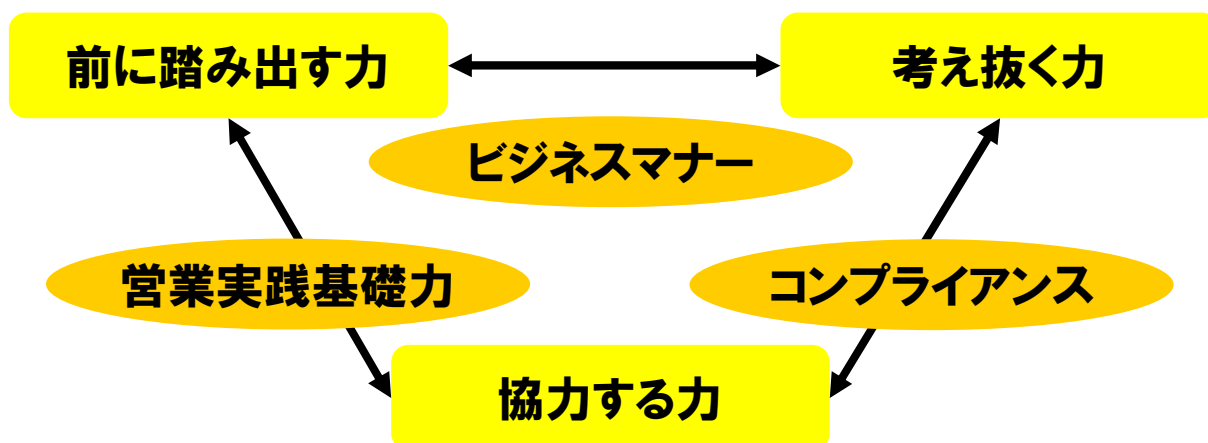 前に踏み出す力
考え抜く力
ビジネスマナー
営業実践基礎力
コンプライアンス
協力する力